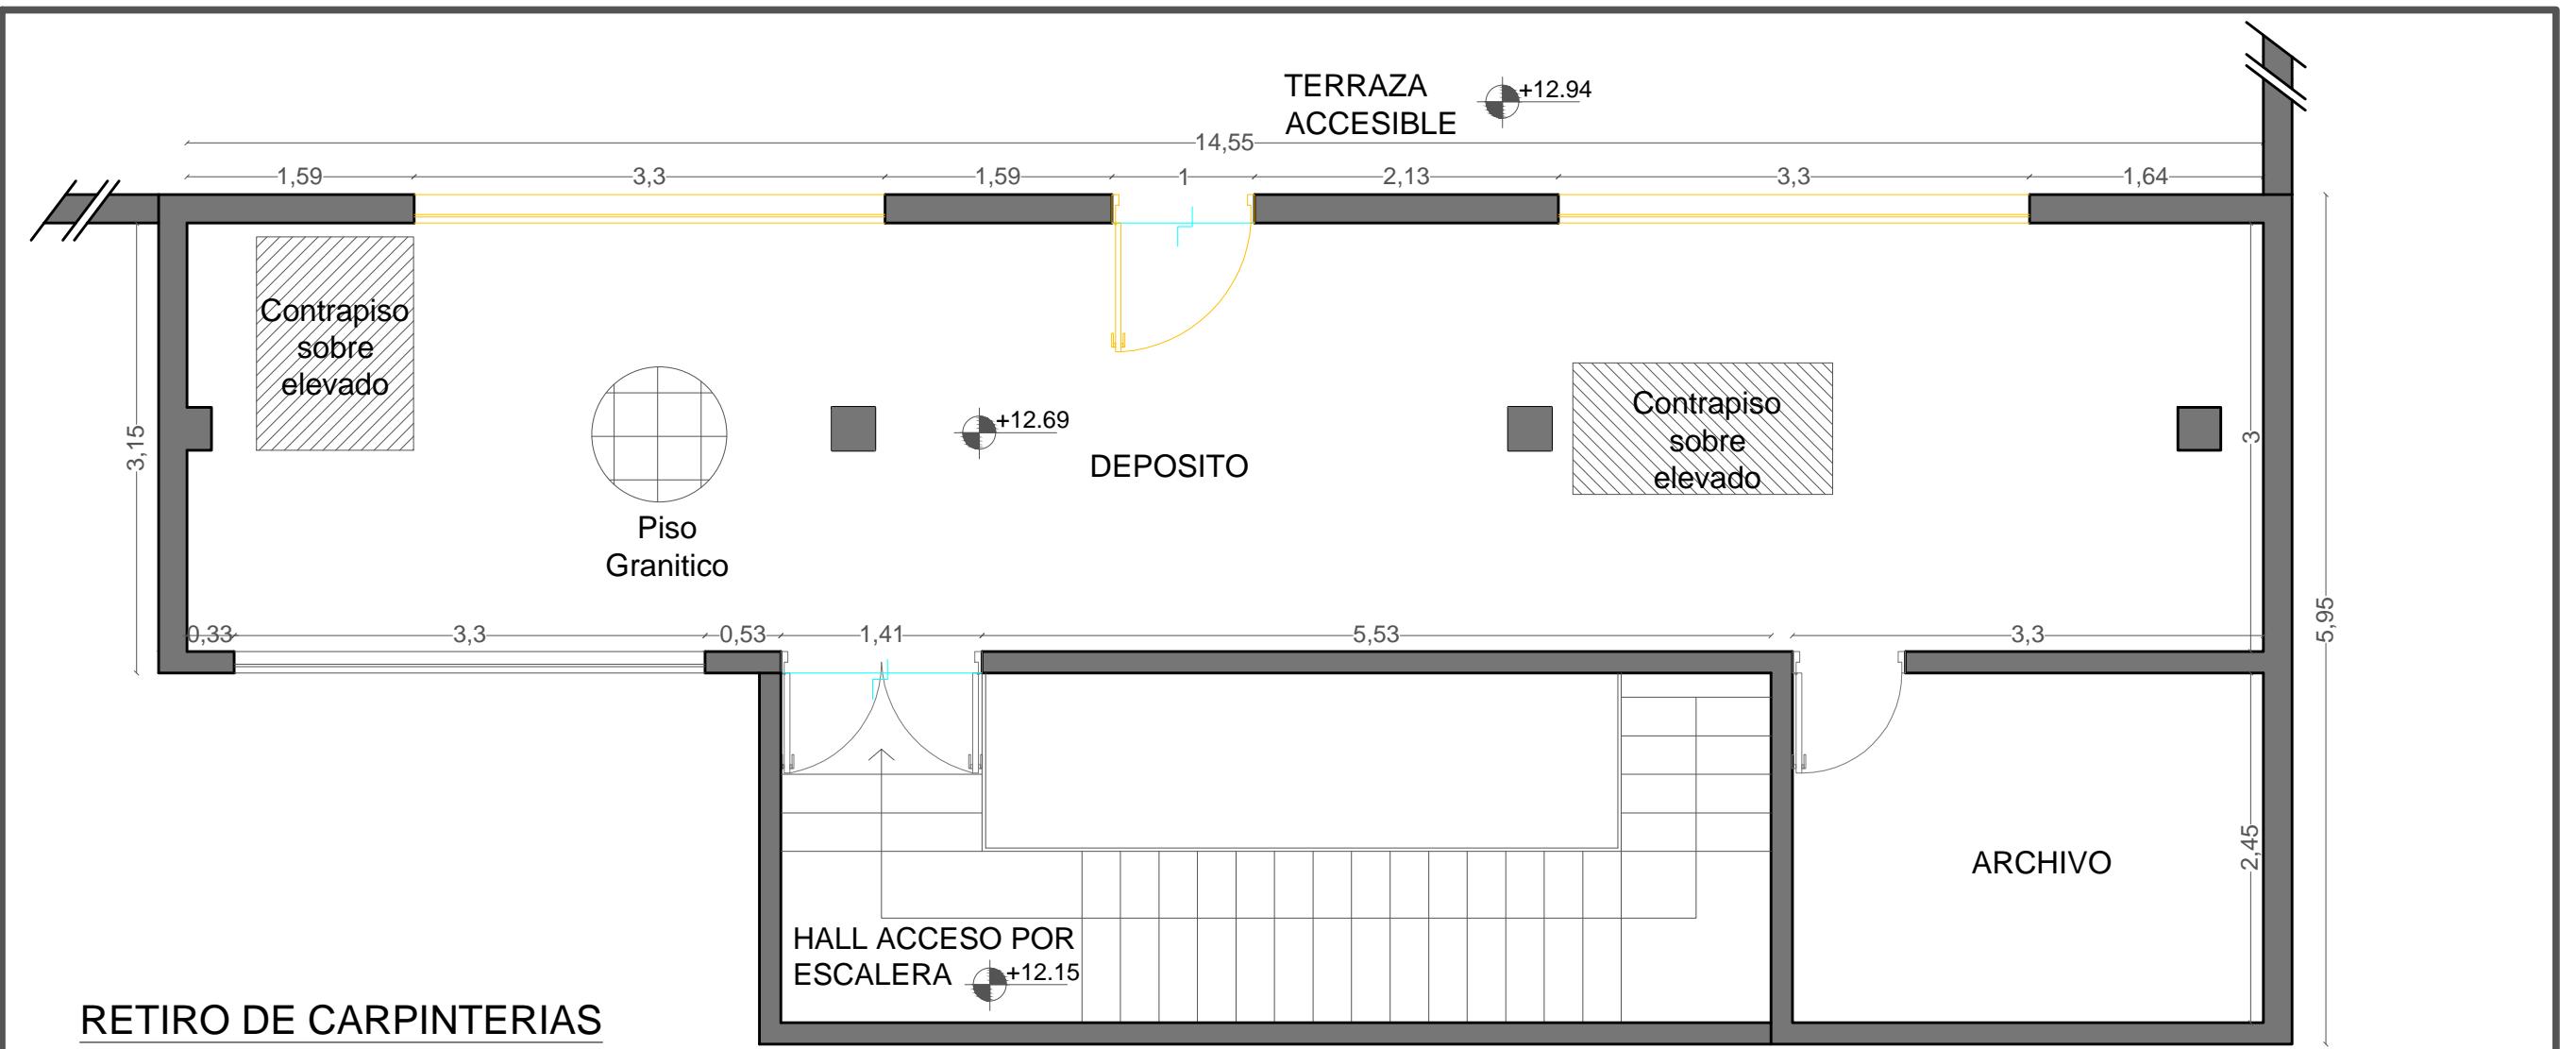 TERRAZA
ACCESIBLE
+12.94
14,55
1,59
3,3
1,59
1
2,13
3,3
1,64
Contrapiso
sobre
elevado
Contrapiso
sobre
elevado
+12.69
DEPOSITO
3,15
3
Piso
Granitico
5,95
0,33
3,3
0,53
1,41
5,53
3,3
2,45
ARCHIVO
HALL ACCESO POR
ESCALERA
+12.15
RETIRO DE CARPINTERIAS